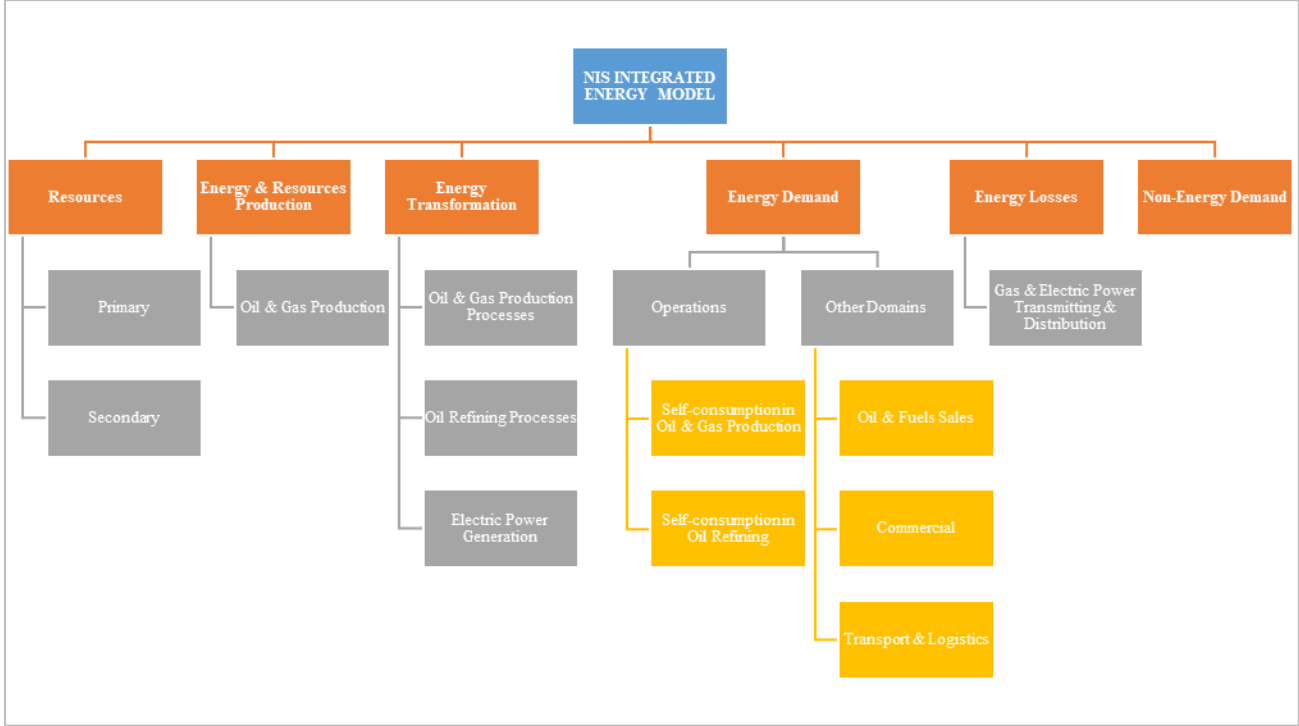 NIS INTEGRATED
ENERGY MODEL
Resources
Energy & Resources
Production
Energy
Transformation
Energy Demand
Energy Losses
Non-Energy Demand
Primary
Oil & Gas Production
Oil & Gas Production
Processes
Operations
Other Domains
Gas & Electric Power
Transmitting &
Distribution
Secondary
Oil Refining Processes
Self-consumption in
Oil & Gas Production
Oil & Fuels Sales
Electric Power
Generation
Self-consumption in
Oil Refining
Commercial
Transport & Logistics